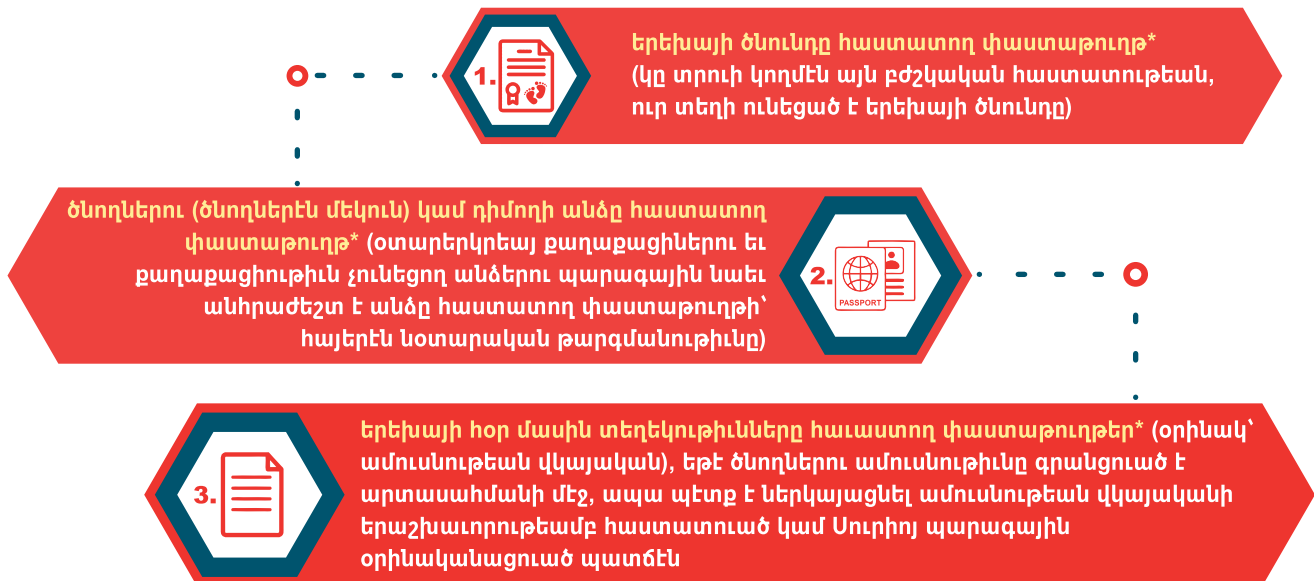 1.
երեխայի ծնունդը հաստատող փաստաթուղթ*
(կը տրուի կողմէն այն բժշկական հաստատութեան,
ուր տեղի ունեցած է երեխայի ծնունդը)
ծնողներու (ծնողներէն մեկուն) կամ դիմողի անձը հաստատող
փաստաթուղթ* (օտարերկրեայ քաղաքացիներու եւ
քաղաքացիութիւն չունեցող անձերու պարագային նաեւ
անհրաժեշտ է անձը հաստատող փաստաթուղթի՝
հայերէն նօտարական թարգմանութիւնը)
2.
PASSPORT
3.
երեխայի հօր մասին տեղեկութիւնները հաւաստող փաստաթուղթեր* (օրինակ՝
ամուսնութեան վկայական), եթէ ծնողներու ամուսնութիւնը գրանցուած է
արտասահմանի մէջ, ապա պէտք է ներկայացնել ամուսնութեան վկայականի
երաշխաւորութեամբ հաստատուած կամ Սուրիոյ պարագային
օրինականացուած պատճէն